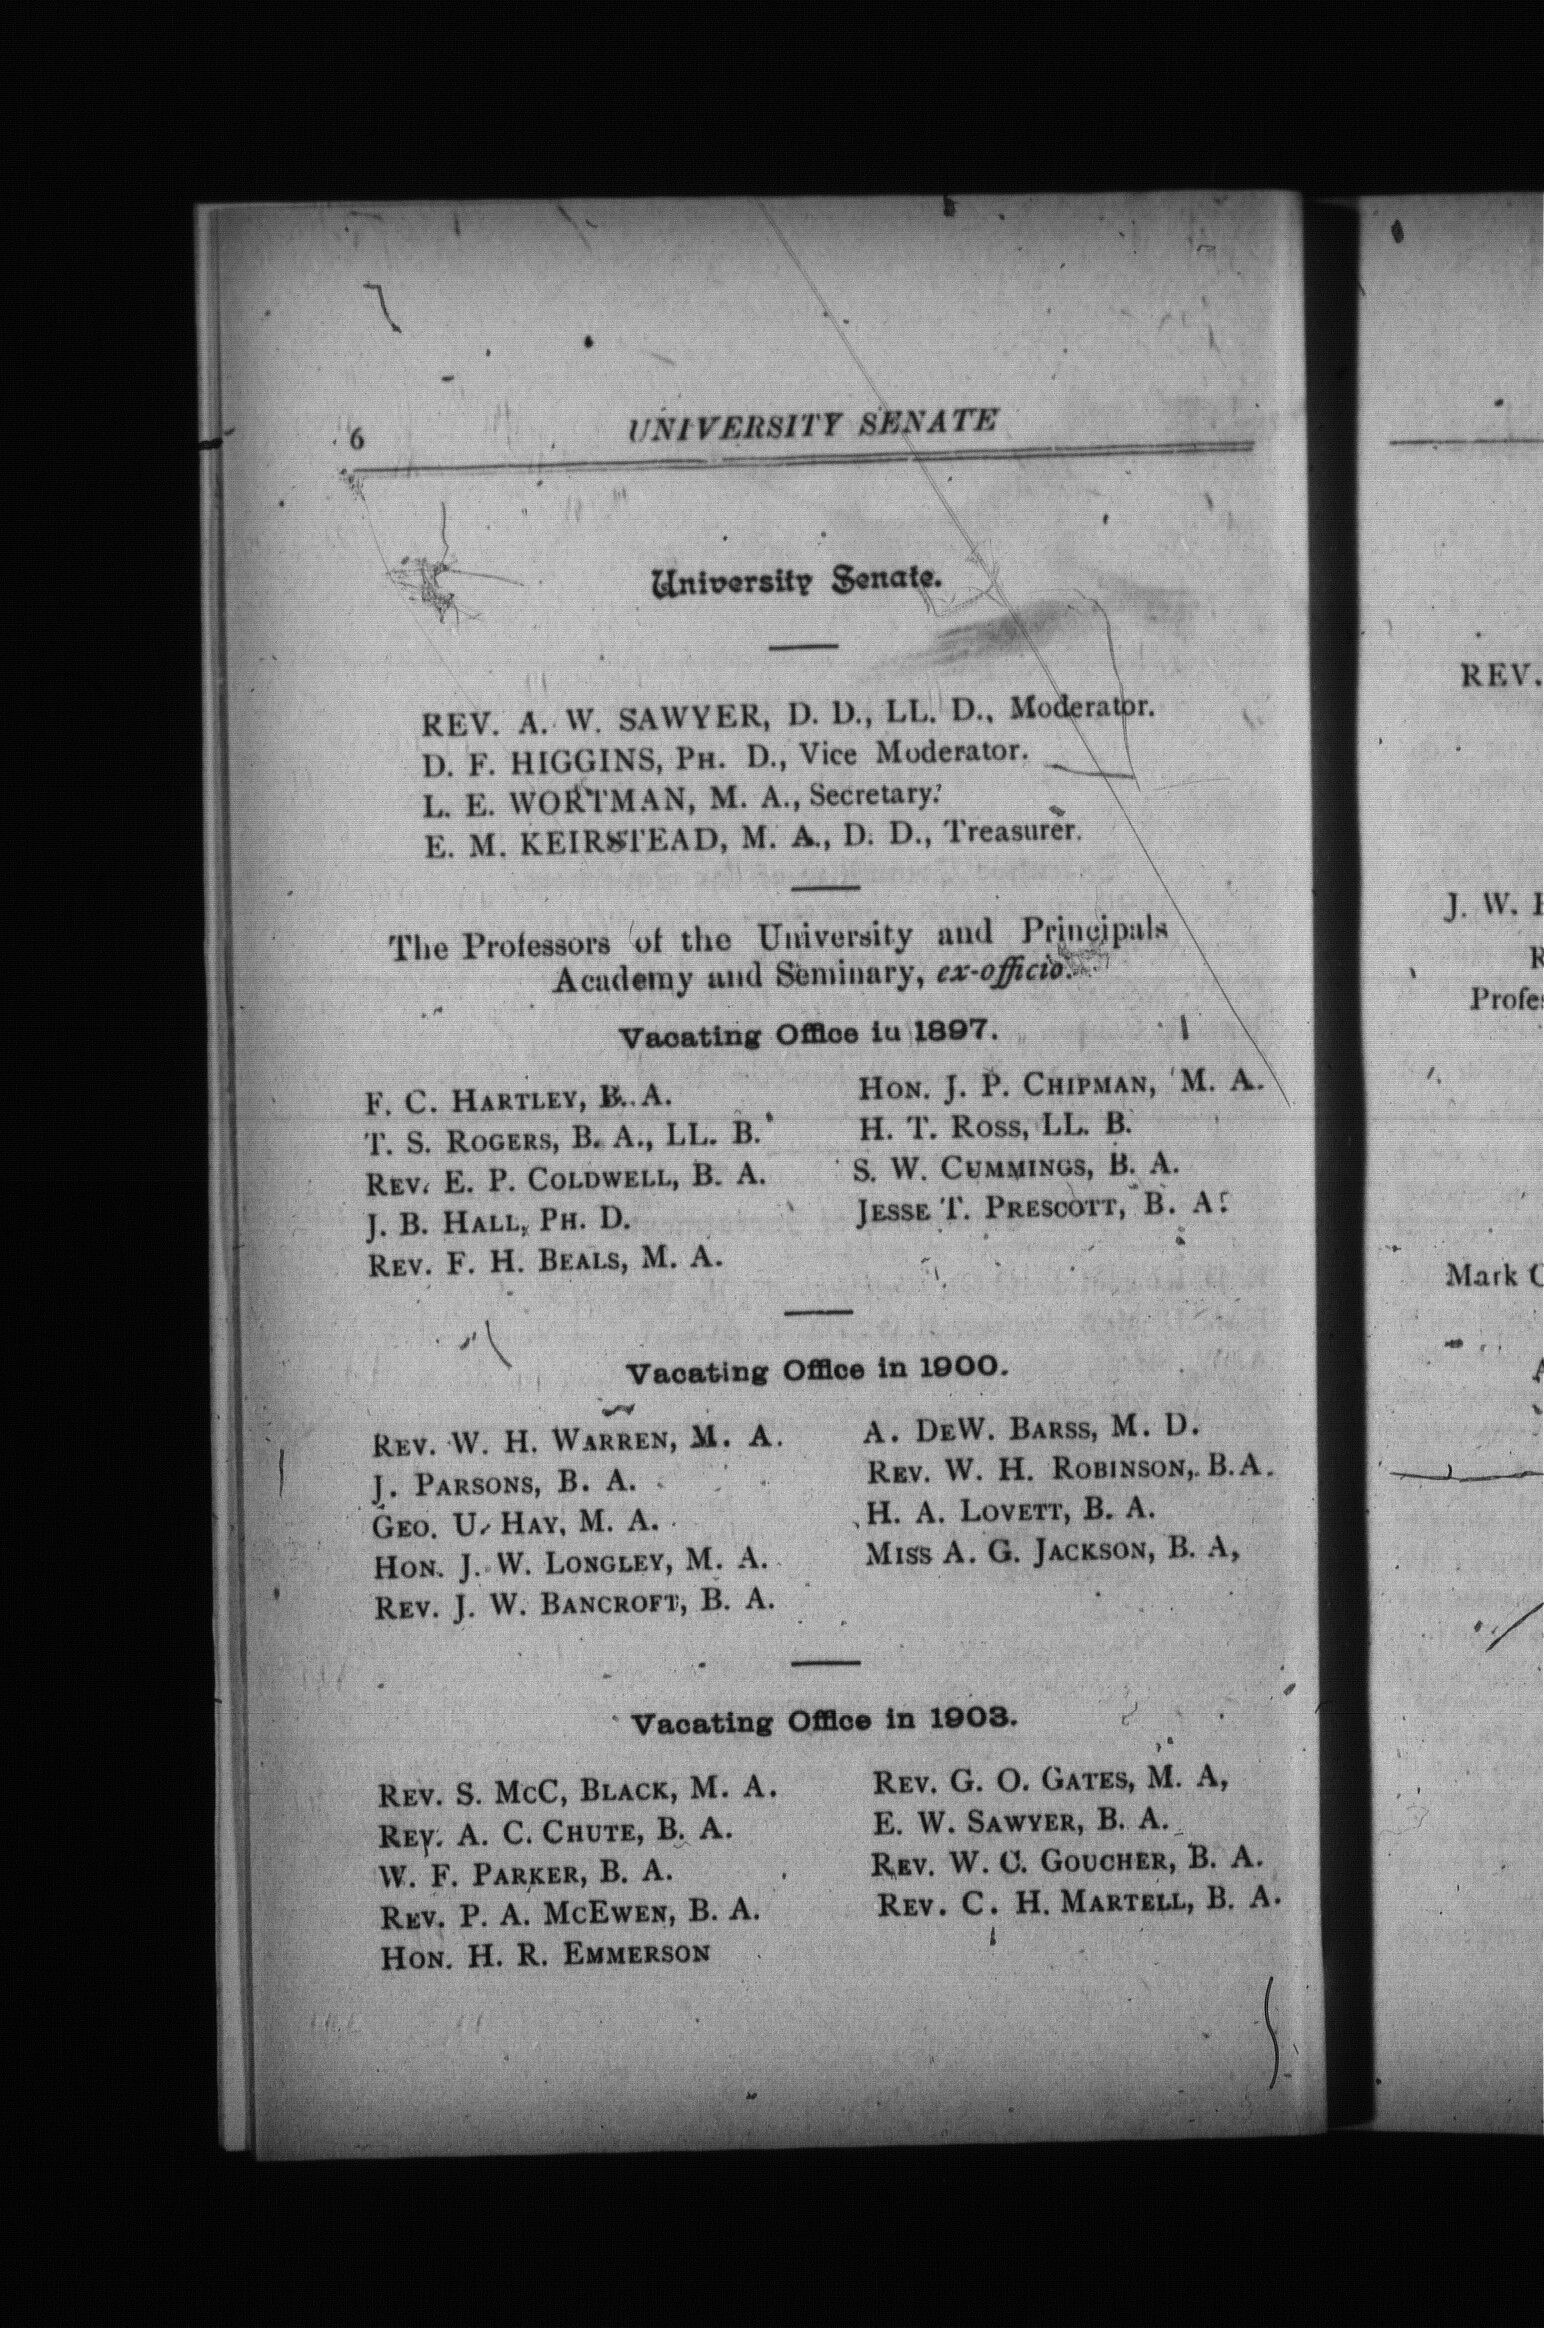 6
UNIVERSITY SENATE
University Senate.
REV. A. W. SAWYER, D. D., LL. D., Moderator.
D. F. HIGGINS, PH. D., Vice Moderator.
L. E. WORTMAN, M. A., Secretary.
E. M. KEIRSTEAD, M. A., D. D., Treasurer.
The Professors of the University and Principals
Academy and Seminary, ex-officio.
Vacating Office iu 1897.
F. C. HARTLEY, B. A.
T. S. ROGERS, B. A., LL. B.
REV. E. P. COLDWELL, B. A.
J. B. HALL, PH. D.
REV. F. H. BEALS, M. A.
HON. J. P. CHIPMAN, M. A.
H. T. ROSS, LL. B.
S. W. CUMMINGS, B. A.
JESSE T. PRESCOTT, B. A.
Vacating Office in 1900.
REV. W. H. WARREN, M. A.
J. PARSONS, B. A.
GEO. U. HAY, M. A.
HON. J. W. LONGLEY, M. A.
REV. J. W. BANCROFT, B. A.
A. DEW. BARSS, M. D.
REV. W. H. ROBINSON, B. A.
H. A. LOVETT, B. A.
MISS A. G. JACKSON, B. A,
Vacating Office in 1903.
REV. S. MCC, BLACK, M. A.
REV. A. C. CHUTE, B. A.
W. F. PARKER, B. A.
REV. P. A. MCEWEN, B. A.
HON. H. R. EMMERSON
REV. G. O. GATES, M. A,
E. W. SAWYER, B. A.
REV. W. C. GOUCHER, B. A.
REV. C. H. MARTELL, B. A.
REV.
J. W.
Mark